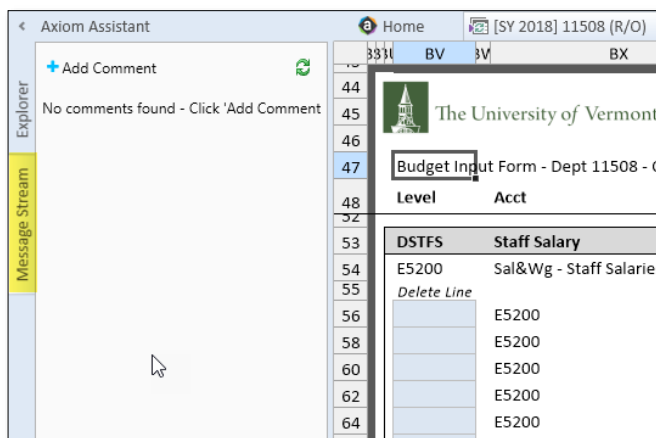 Axiom Assistant
Home
[SY 2018] 11508 (R/O)
BV
BX
Add Comment
No comments found - Click 'Add Comment
Explorer
Message Stream
44
45
46
47
48
52
53
54
55
56
58
60
62
64
The University of Vermont
Budget Input Form - Dept 11508 -
Level Acct
DSTFS Staff Salary
E5200 Sal&Wg - Staff Salarie
Delete Line
E5200
E5200
E5200
E5200
E5200